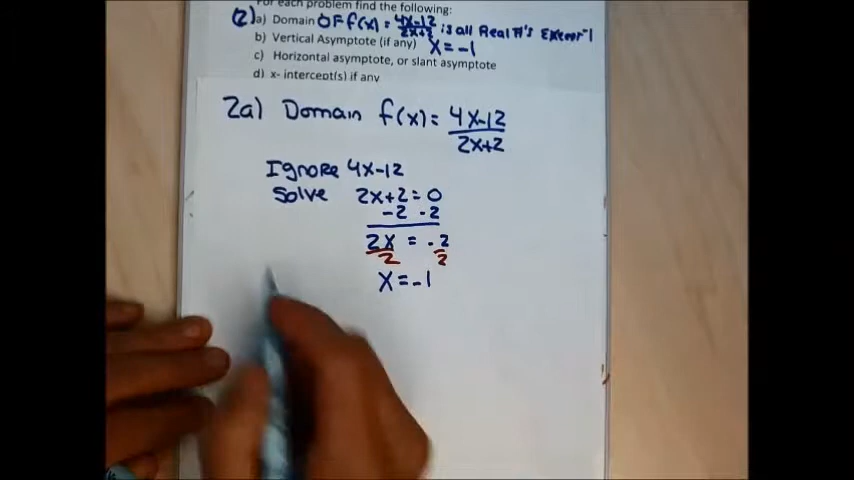 For each problem find the following:
(2) a) Domain OF f(x) = 4x-12 / 2x+2 is all Real #'s Except -1
b) Vertical Asymptote (if any) X = -1
c) Horizontal asymptote, or slant asymptote
d) x- intercept(s) if any
2a) Domain f(x) = 4x-12 / 2x+2
Ignore 4x-12
Solve 2x+2=0
-2 -2
2x = -2
2 2
X = -1